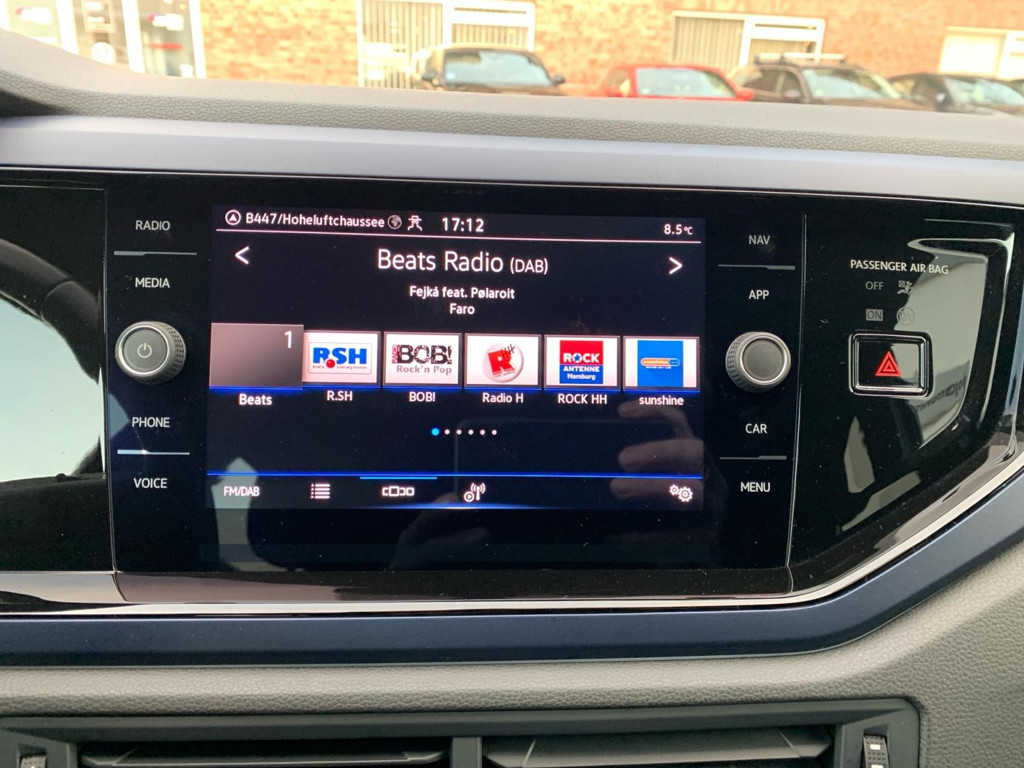 B447/Hoheluftchaussee 17:12 8.5°C
< Beats Radio (DAB) >
Fejká feat. Pølaroit
Faro
1
RSH
RADIO BOB!
Rock'n Pop
ROCK
ANTENNE
Hamburg
Beats R.SH BOB! Radio H ROCK HH sunshine
FM/DAB
RADIO
MEDIA
PHONE
VOICE
NAV
APP
CAR
MENU
PASSENGER AIR BAG
OFF
ON